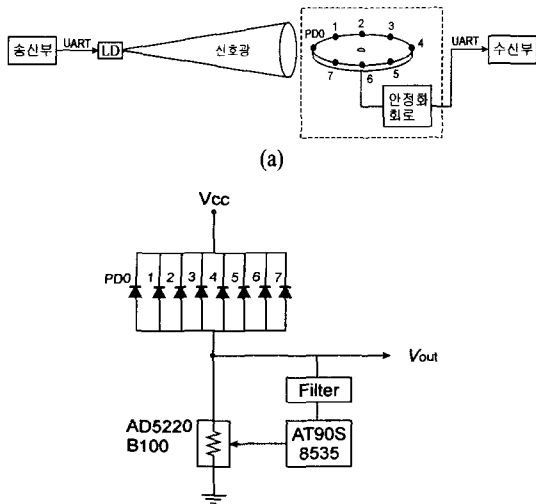 1
2
3
PD0
4
7
6
5
송신부
UART
LD
신호광
UART
수신부
안정화
회로
(a)
Vcc
PD0 1 2 3 4 5 6 7
Vout
Filter
AD5220
B100
AT90S
8535